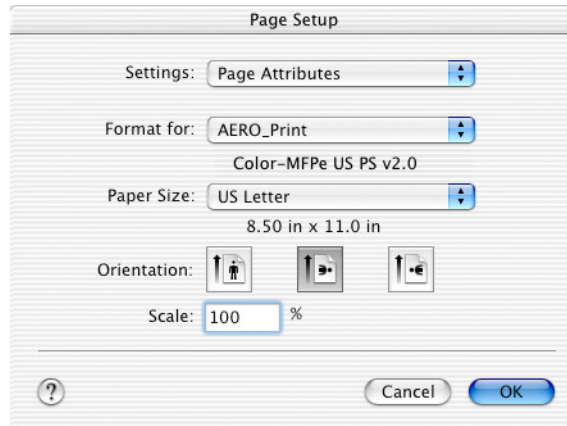 Page Setup
Settings: Page Attributes
Format for: AERO_Print
Color-MFPe US PS v2.0
Paper Size: US Letter
8.50 in x 11.0 in
Orientation:
Scale: 100 %
? Cancel OK